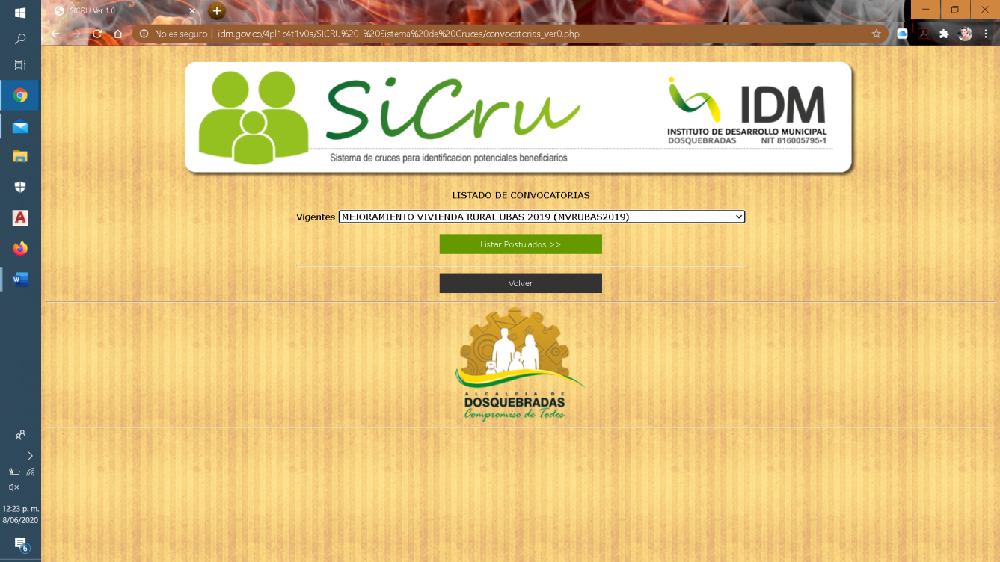 SICRU Ver 1.0
No es seguro | idm.gov.co/4pl1c4t1v0s/SICRU%20-%20Sistema%20de%20Cruces/convocatorias_ver0.php
SiCru
Sistema de cruces para identificacion potenciales beneficiarios
IDM
INSTITUTO DE DESARROLLO MUNICIPAL
DOSQUEBRADAS NIT 816005795-1
LISTADO DE CONVOCATORIAS
Vigentes MEJORAMIENTO VIVIENDA RURAL UBAS 2019 (MVRUBAS2019)
Listar Postulados >>
Volver
ALCALDIA DE
DOSQUEBRADAS
Compromiso de Todos
12:23 p. m.
8/06/2020
6